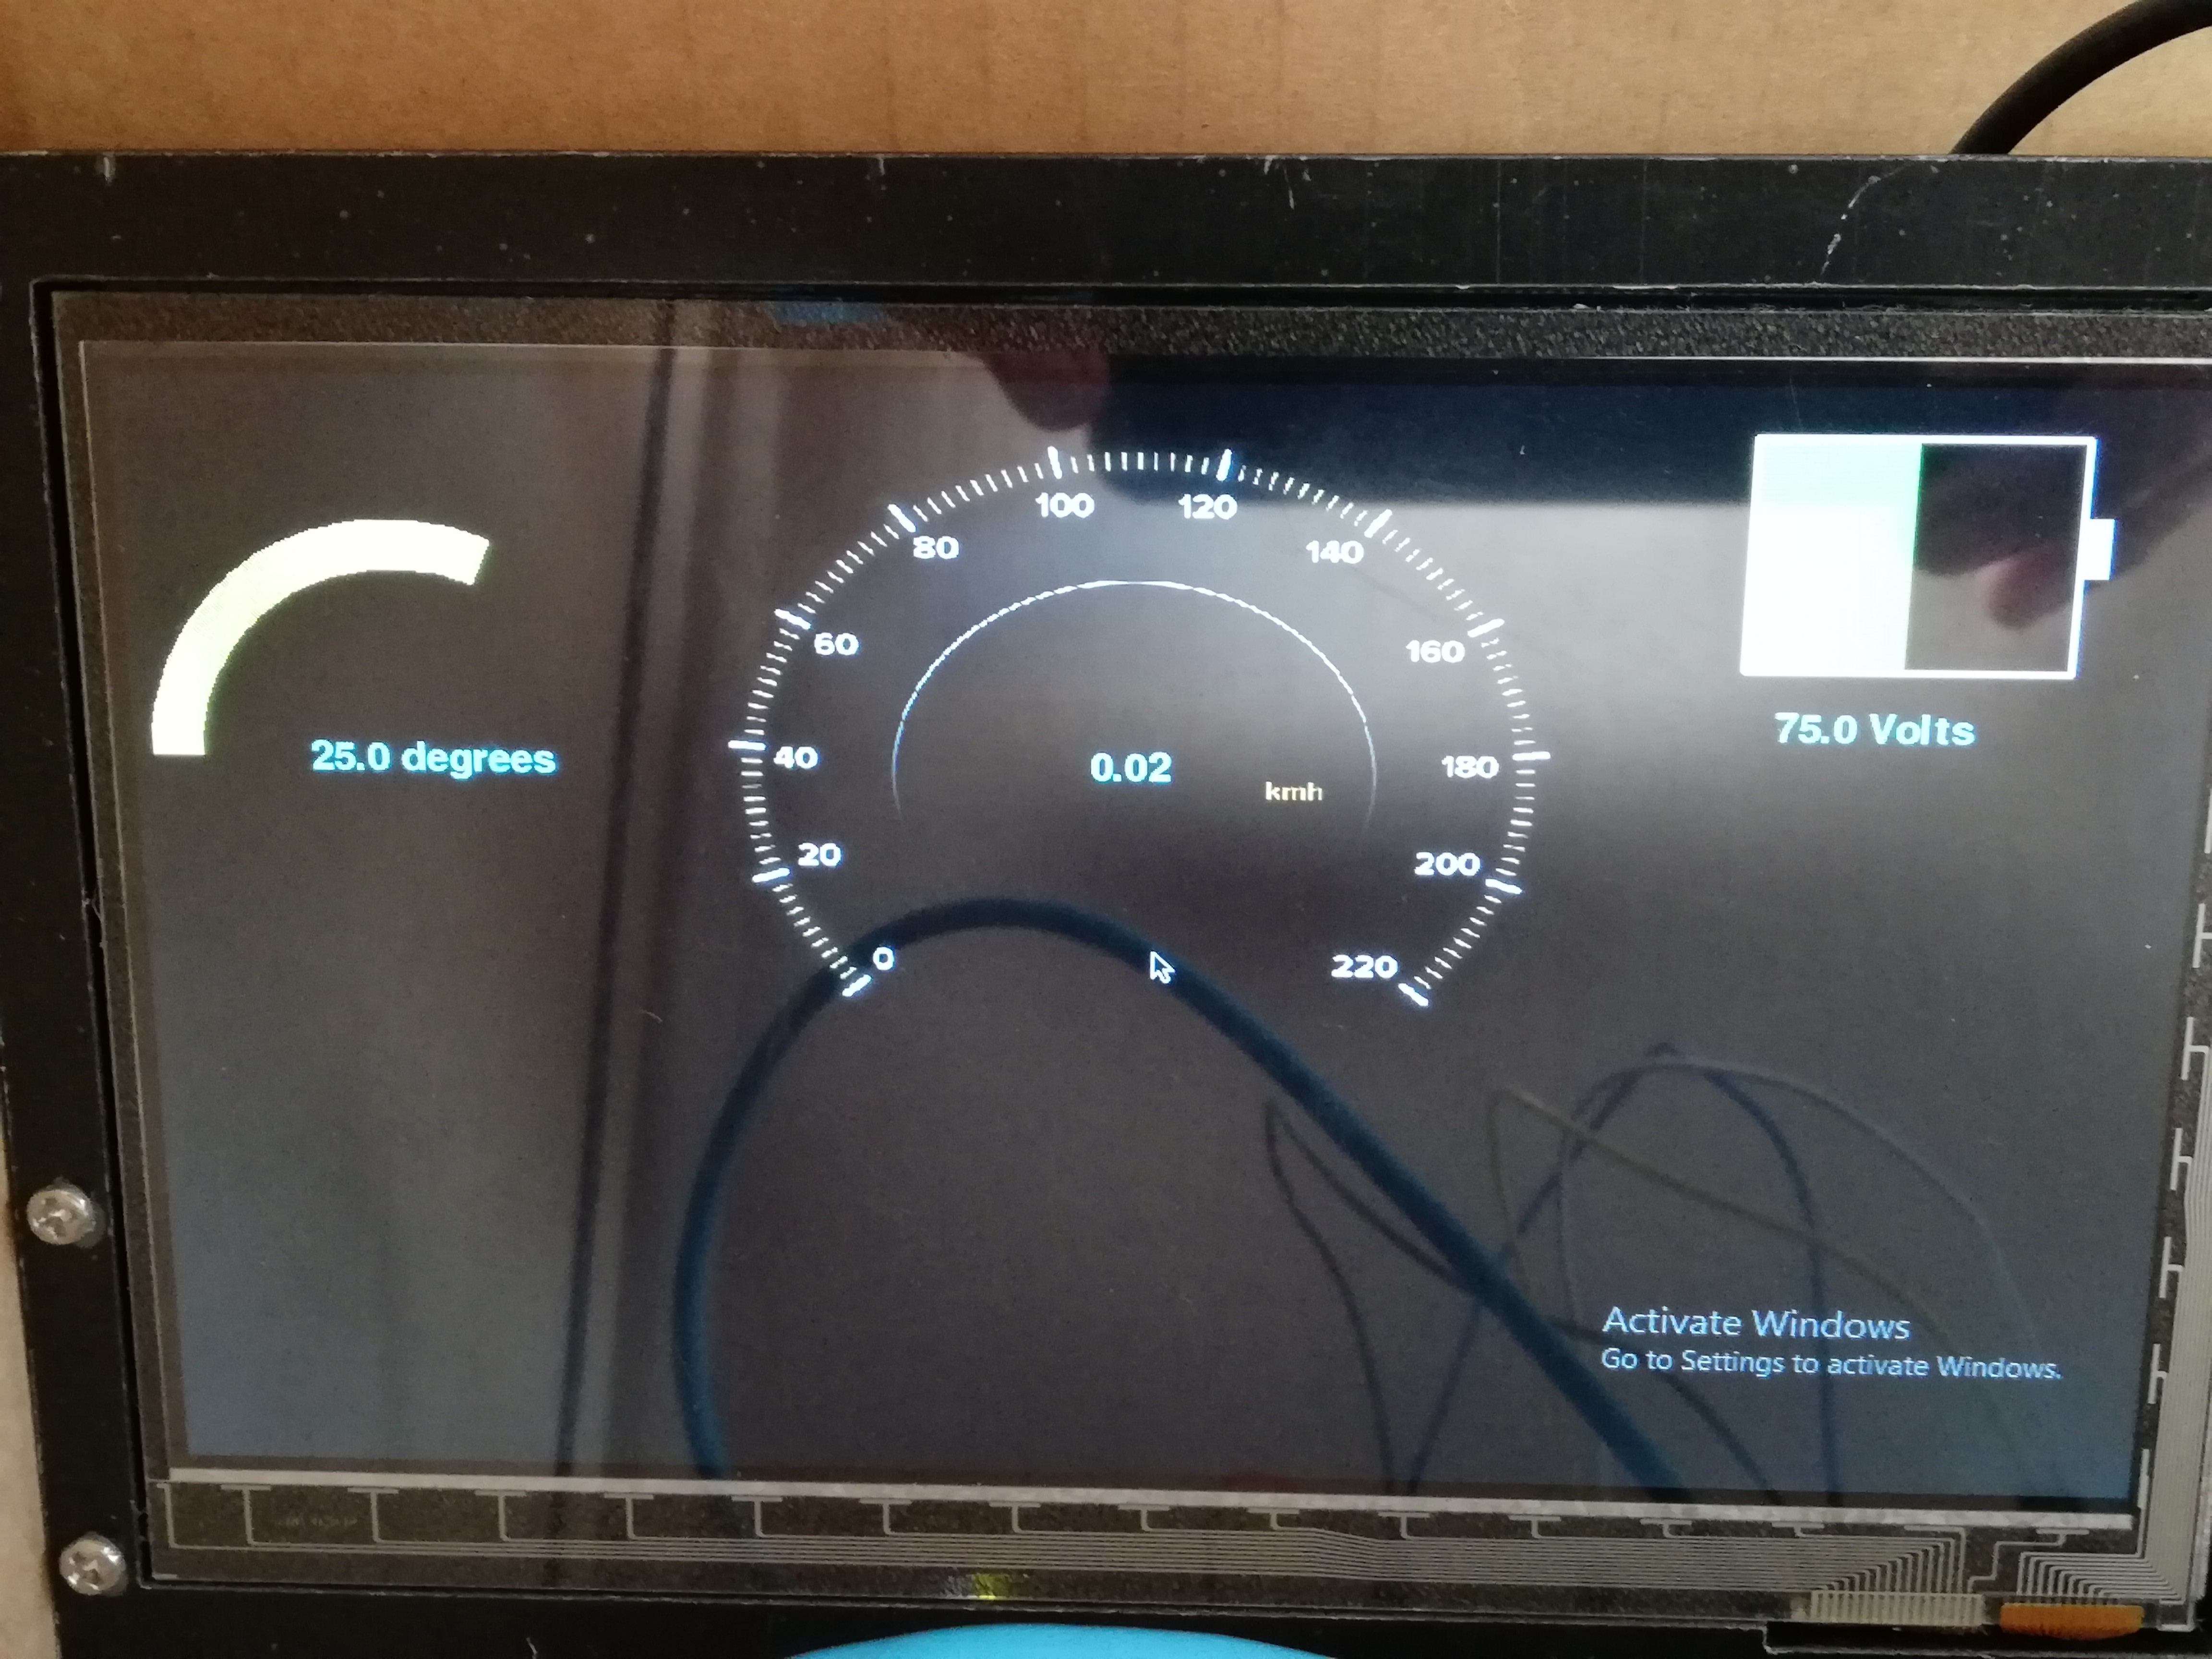 100
120
80
140
60
160
25.0 degrees
40
0.02
kmh
180
75.0 Volts
20
200
0
220
Activate Windows
Go to Settings to activate Windows.